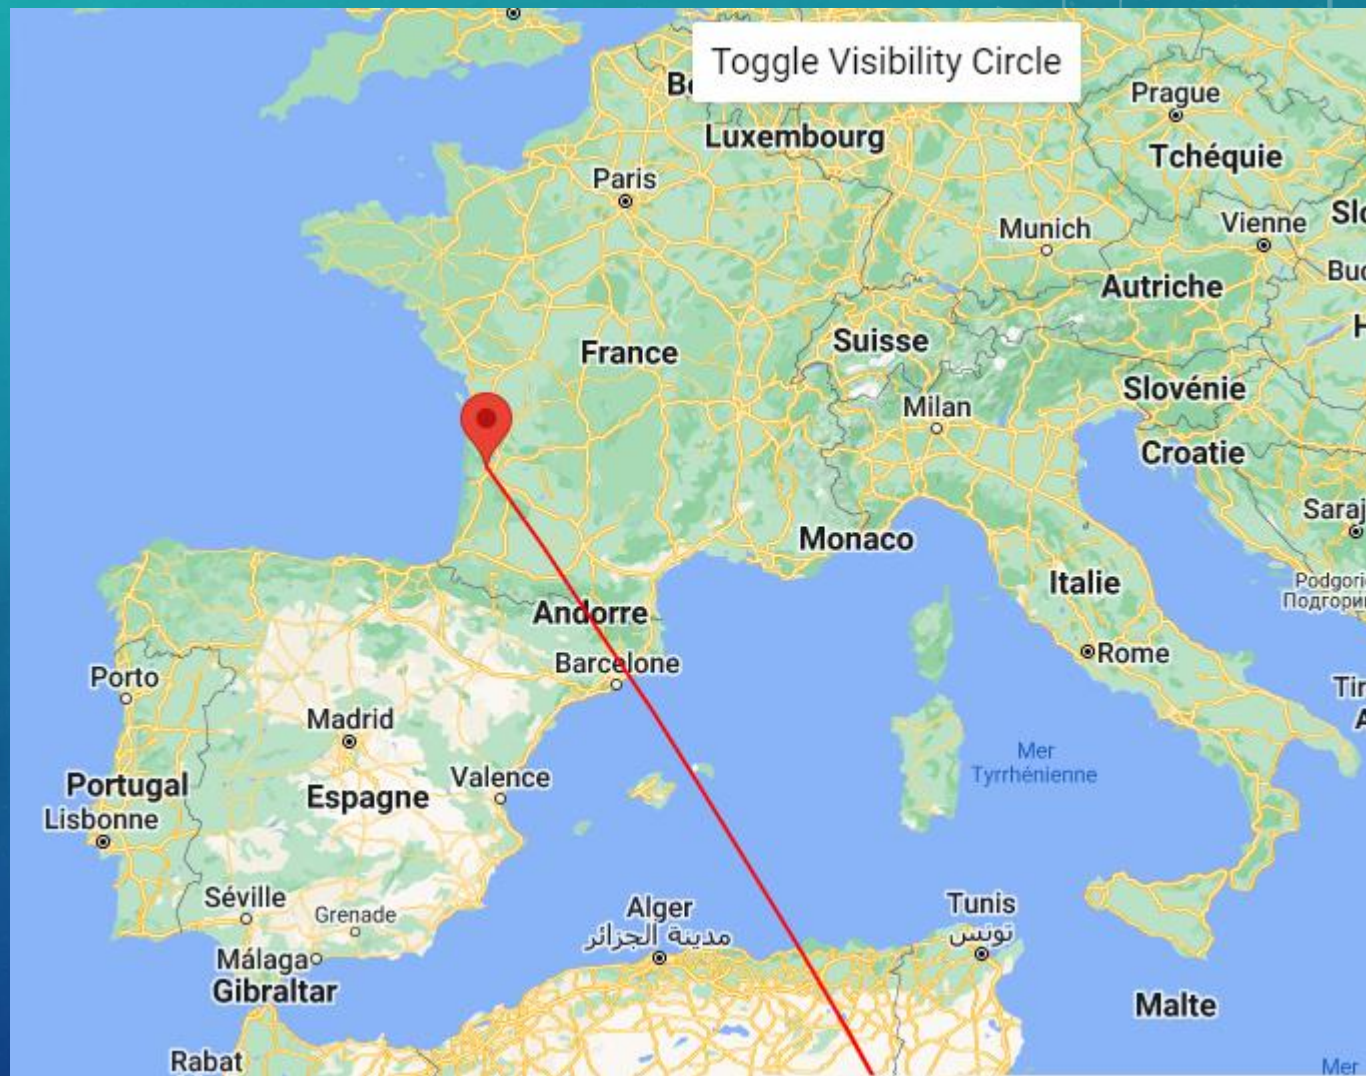 Toggle Visibility Circle
Prague
Luxembourg
Tchéquie
Paris
Munich
Vienne
Autriche
Suisse
France
Slovénie
Milan
Croatie
Monaco
Italie
Andorre
Rome
Barcelone
Porto
Madrid
Mer
Tyrrhénienne
Valence
Portugal
Espagne
Lisbonne
Séville
Grenade
Alger
مدينة الجزائر
Tunis
تونس
Málaga
Gibraltar
Malte
Rabat
Mer